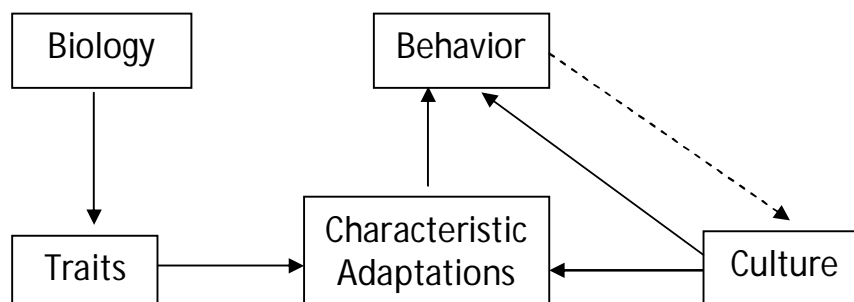 Biology
Behavior
Traits
Characteristic
Adaptations
Culture